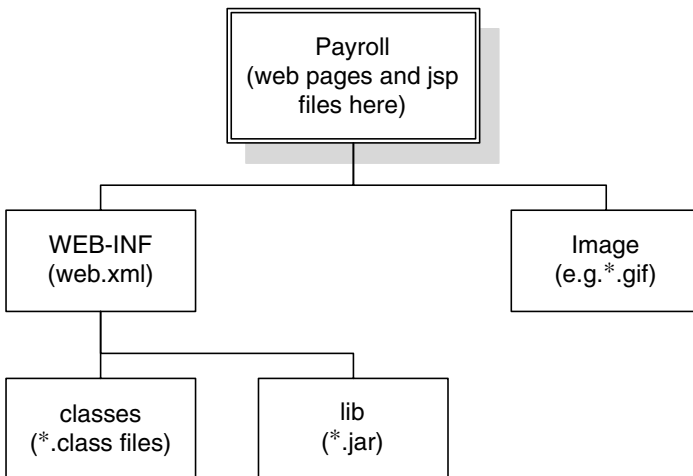 Payroll
(web pages and jsp
files here)
WEB-INF
(web.xml)
Image
(e.g.*.gif)
classes
(*.class files)
lib
(*.jar)